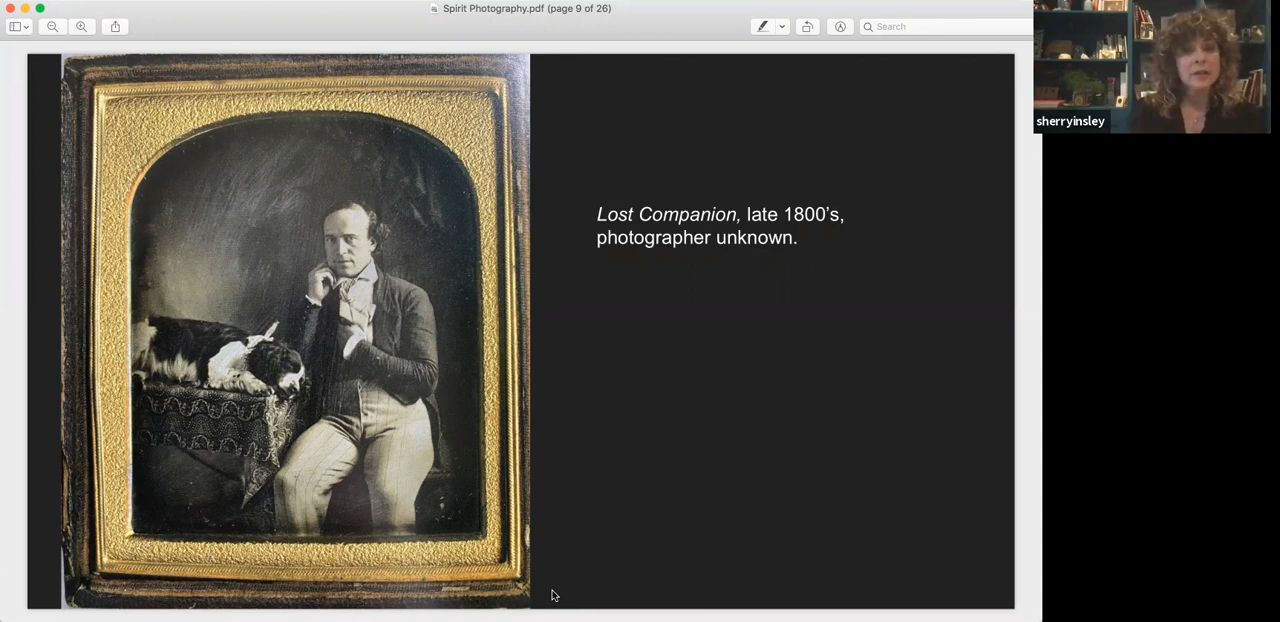 Spirit Photography.pdf (page 9 of 26)
Search
sherryinsley
Lost Companion, late 1800's,
photographer unknown.